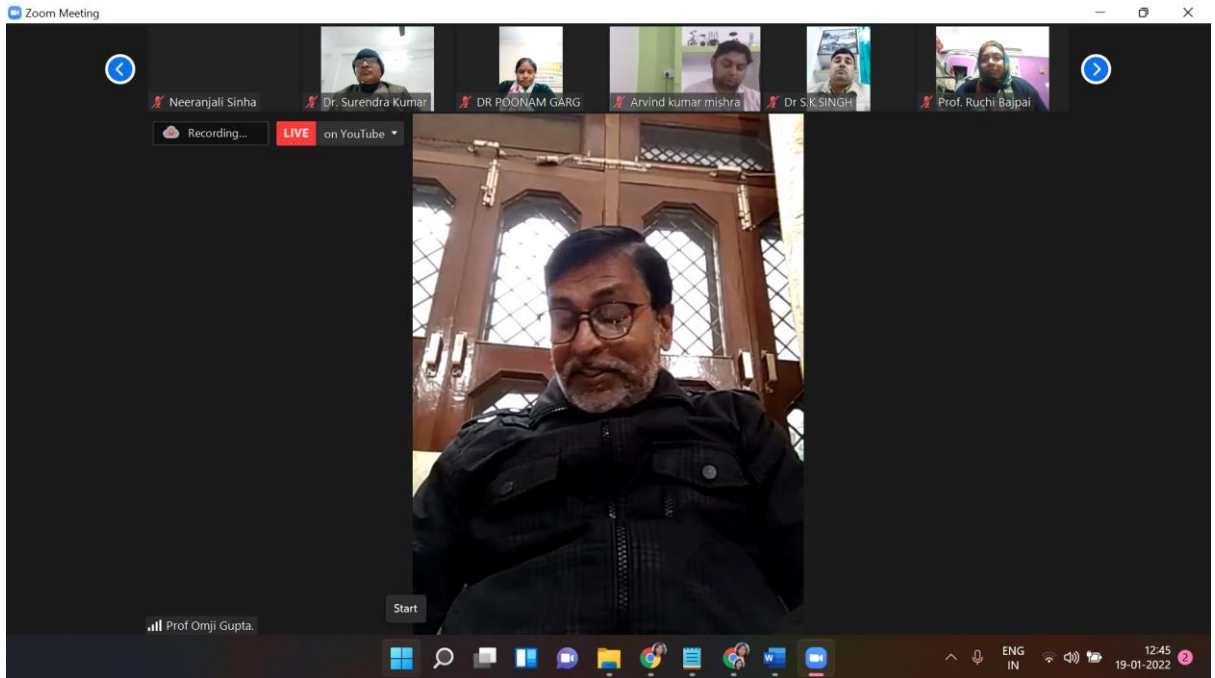 Zoom Meeting
Neeranjali Sinha
Dr. Surendra Kumar
DR POONAM GARG
Arvind kumar mishra
Dr S.K.SINGH
Prof. Ruchi Bajpai
Recording...
LIVE on YouTube
Start
Prof Omji Gupta.
ENG
IN
12:45
19-01-2022
2